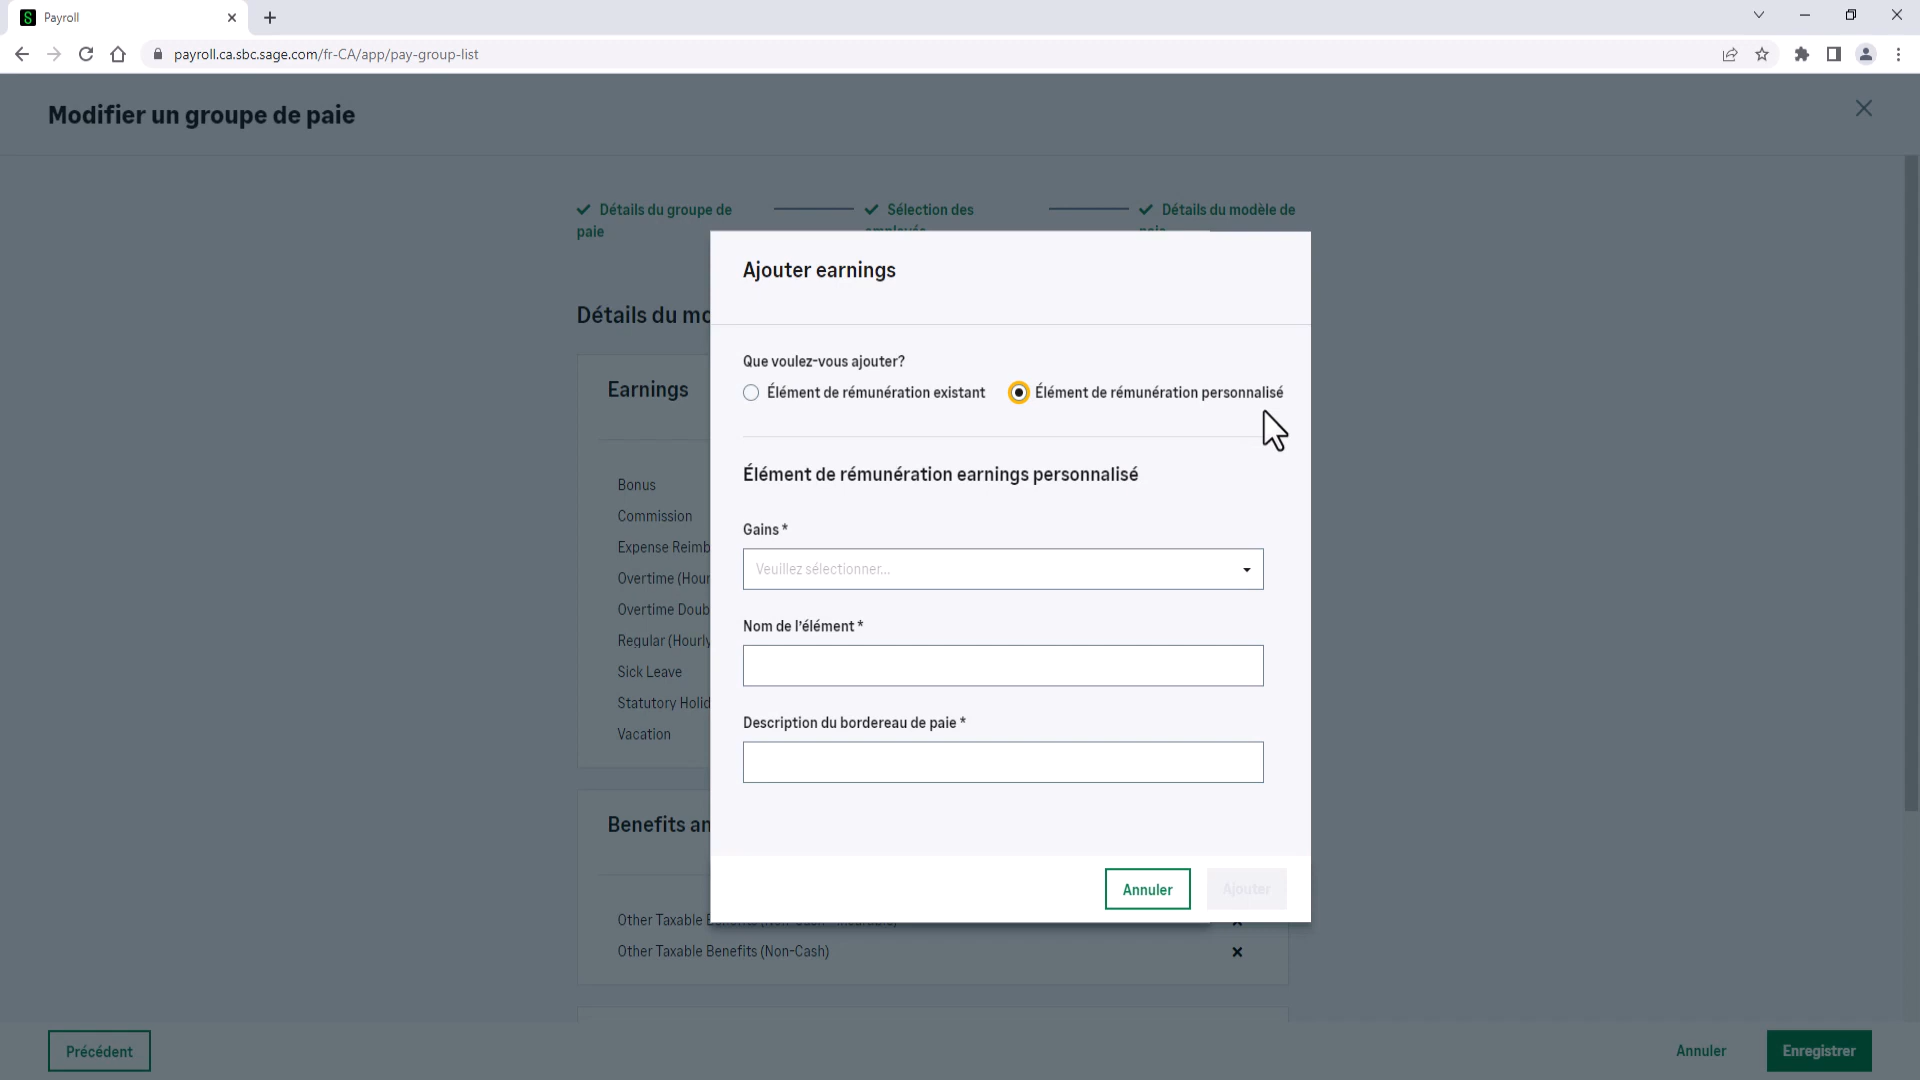 Payroll
payroll.ca.sbc.sage.com/fr-CA/app/pay-group-list
Modifier un groupe de paie
Détails du groupe de paie
Sélection des employés
Détails du modèle de paie
Détails du mo
Ajouter earnings
Que voulez-vous ajouter?
Élément de rémunération existant
Élément de rémunération personnalisé
Élément de rémunération earnings personnalisé
Gains *
Veuillez sélectionner...
Nom de l'élément *
Description du bordereau de paie *
Annuler
Ajouter
Earnings
Bonus
Commission
Expense Reimb
Overtime (Hour
Overtime Doub
Regular (Hourly
Sick Leave
Statutory Holid
Vacation
Benefits an
Other Taxable
Other Taxable Benefits (Non-Cash)
Précédent
Annuler
Enregistrer